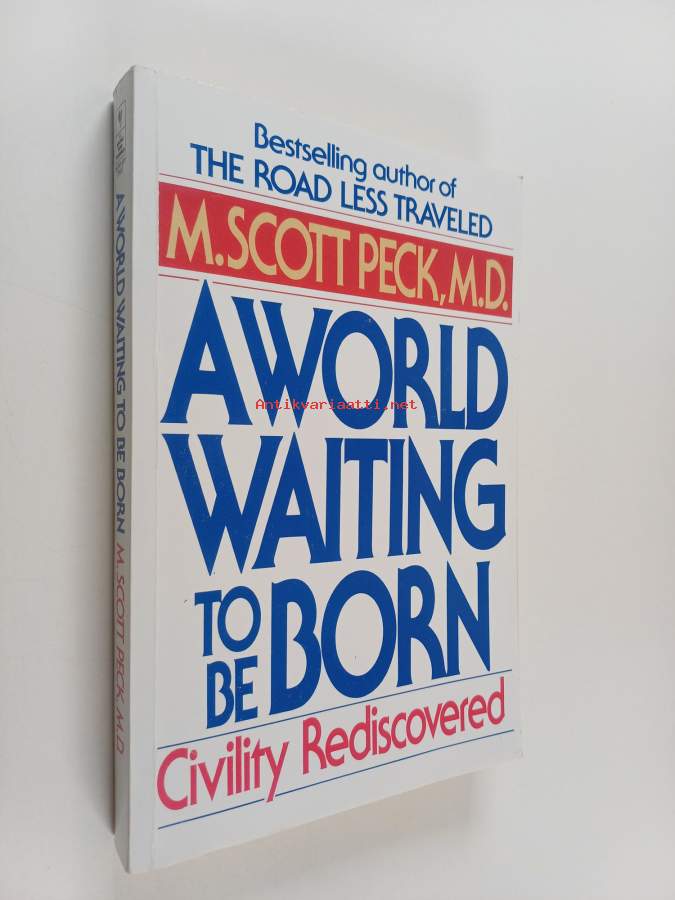 Bestselling author of
THE ROAD LESS TRAVELED
M. SCOTT PECK, M.D.
A WORLD
Antikvariaatti.net
WAITING
TO BE BORN
Civility Rediscovered
A WORLD WAITING TO BE BORN M. SCOTT PECK, M.D.